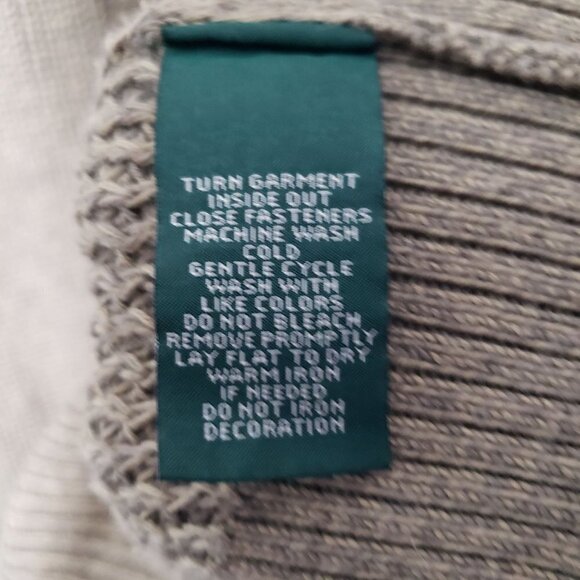 TURN GARMENT
INSIDE OUT
CLOSE FASTENERS
MACHINE WASH
COLD
GENTLE CYCLE
WASH WITH
LIKE COLORS
DO NOT BLEACH
REMOVE PROMPTLY
LAY FLAT TO DRY
WARM IRON
IF NEEDED
DO NOT IRON
DECORATION